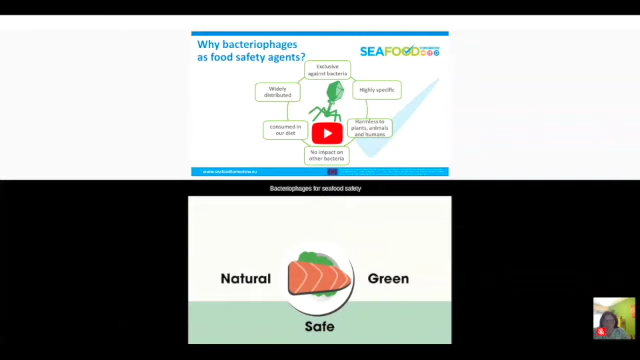 Why bacteriophages
as food safety agents?
SEAFOOD
Exclusive
against bacteria
Widely
distributed
Highly specific
consumed in
our diet
Harmless to
plants, animals
and humans
No impact on
other bacteria
Bacteriophages for seafood safety
Natural
Green
Safe